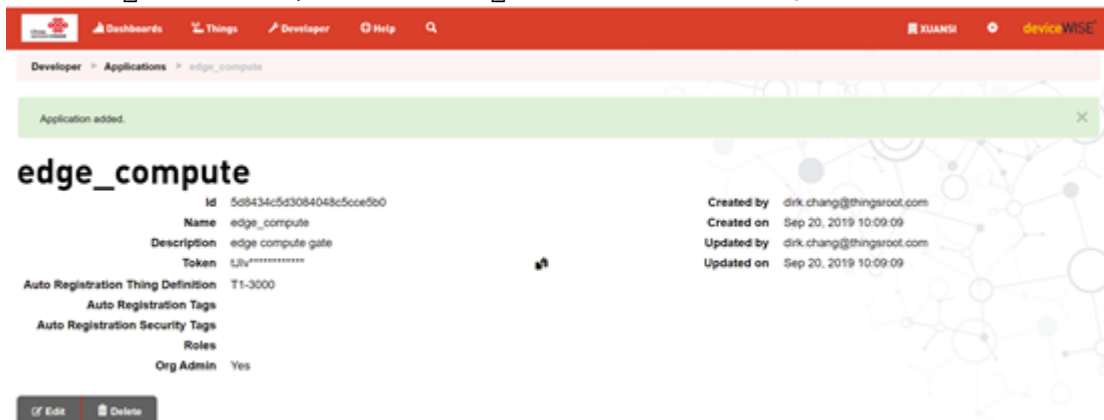 Dashboards Things Developer Help XUANSI deviceWISE
Developer > Applications > edge_compute
Application added.
edge_compute
Id 5d8434c5d3084048c5cce5b0 Created by dirk.chang@thingsroot.com
Name edge_compute Created on Sep 20, 2019 10:09:09
Description edge compute gate Updated by dirk.chang@thingsroot.com
Token Updated on Sep 20, 2019 10:09:09
Auto Registration Thing Definition T1-3000
Auto Registration Tags
Auto Registration Security Tags
Roles
Org Admin Yes
Edit Delete